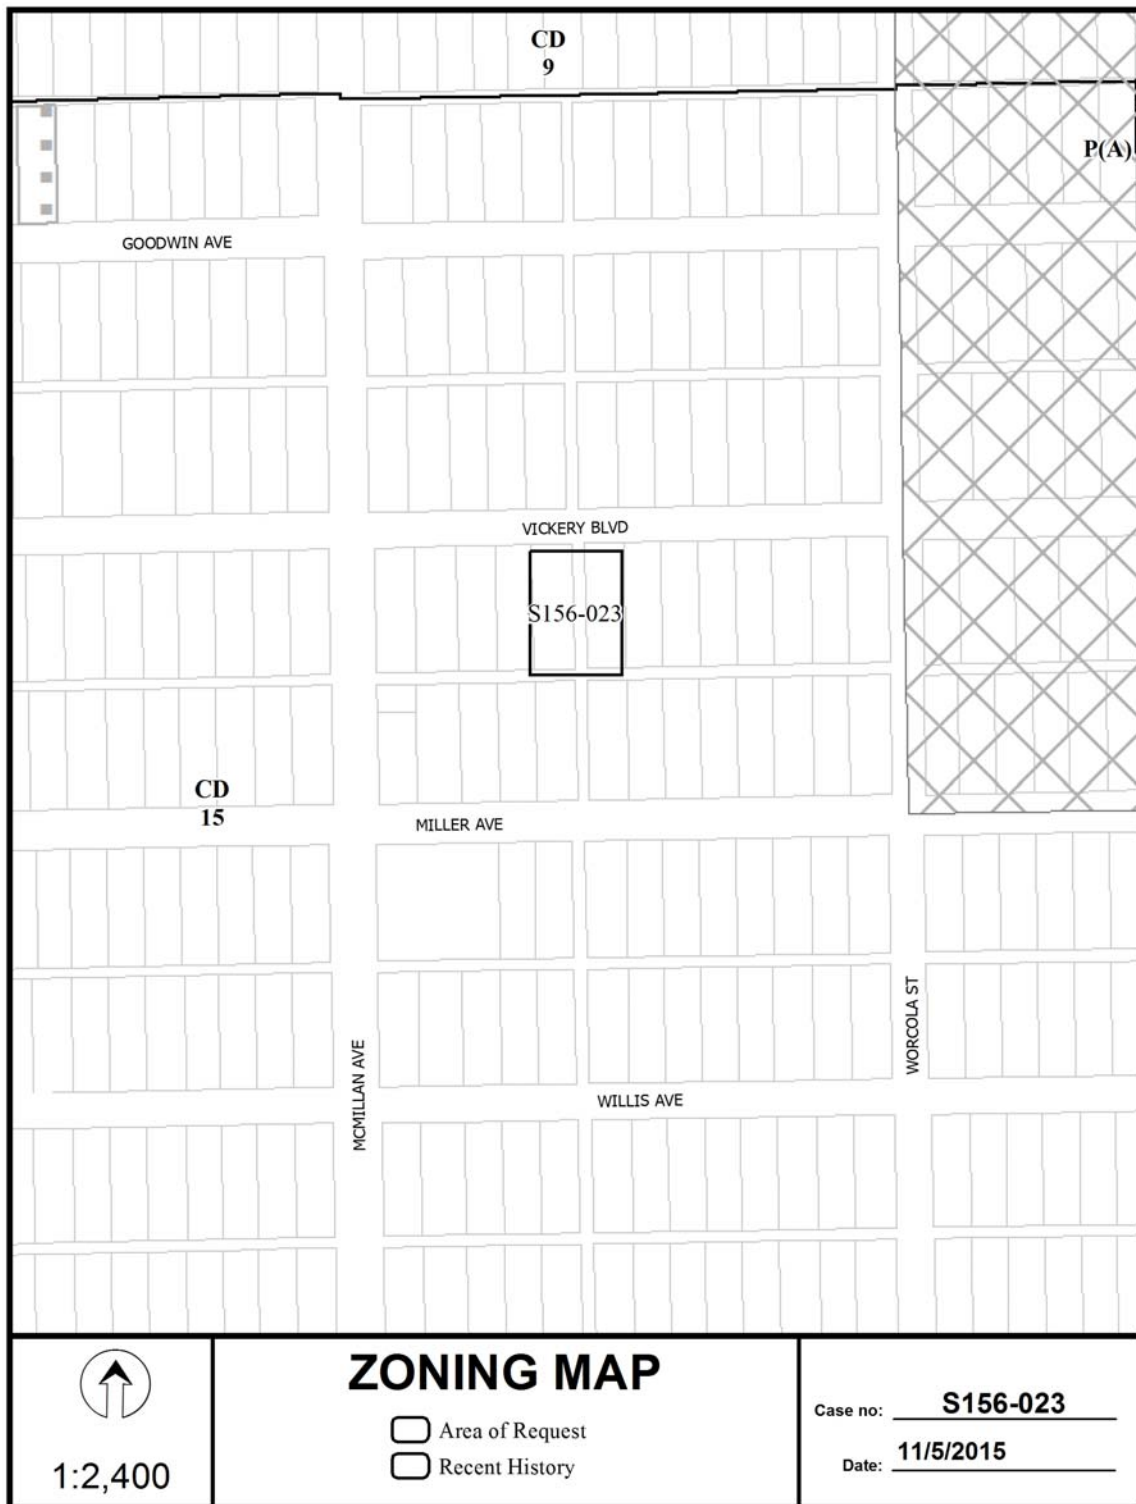 CD
9
P(A)
GOODWIN AVE
VICKERY BLVD
S156-023
CD
15
MILLER AVE
WORCOLA ST
MCMILLAN AVE
WILLIS AVE
1:2,400
ZONING MAP
Area of Request
Recent History
Case no: S156-023
Date: 11/5/2015